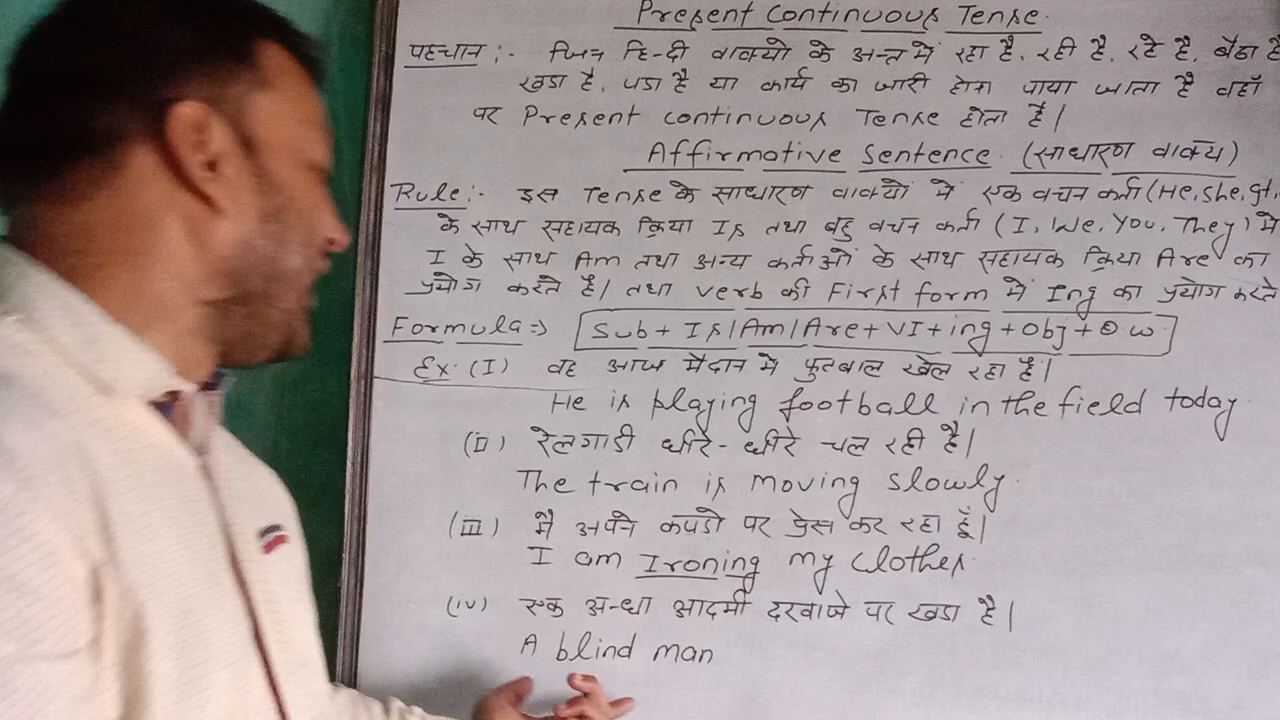 Present Continuous Tense
पहचान :- जिन हिन्दी वाक्यो के अन्त में रहा है, रही है, रहे है, बैठा है
खडा है, पडा है या कार्य का जारी होना पाया जाता है वहाँ
पर Present continuous Tense होता है।
Affirmative Sentence (साधारण वाक्य)
Rule:- इस Tense के साधारण वाक्यों में एक वचन कर्ता (He, She, It,
के साथ सहायक क्रिया Is तथा बहु वचन कर्ता (I, We, You, They) मे
I के साथ Am तथा अन्य कर्ताओं के साथ सहायक क्रिया Are का
प्रयोग करते है। तथा verb की First form में Ing का प्रयोग करते
Formula:=> Sub + Is/Am/Are + VI + ing + Obj + O.W
Ex. (I) वह आज मैदान मे फुटबाल खेल रहा है।
He is playing football in the field today
(II) रेलगाडी धीरे-धीरे चल रही है।
The train is moving slowly.
(III) मै अपने कपडो पर प्रेस कर रहा हूँ।
I am Ironing my clothes.
(iv) एक अन्धा आदमी दरवाजे पर खडा है।
A blind man